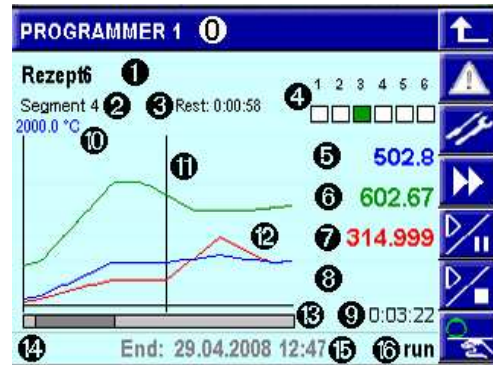 PROGRAMMER 1 0
Rezept6 1
1 2 3 4 5 6
Segment 4 2 3 Rest: 0:00:58 4
2000.0 °C
10 11 5 502.8
6 602.67
12 7 314.999
8
13 9 0:03:22
14 End: 29.04.2008 12:47 15 16 run